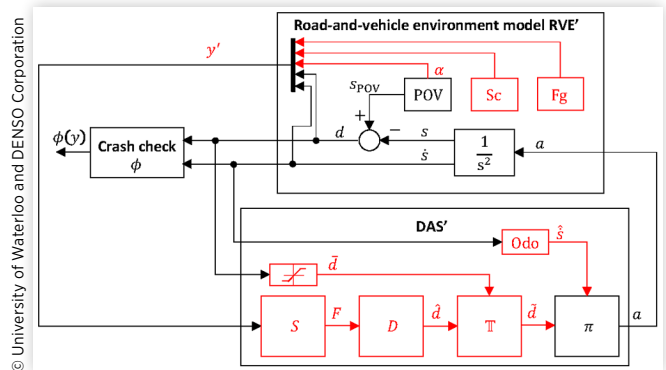 © University of Waterloo and DENSO Corporation
Road-and-vehicle environment model RVE'
y'
α
s_POV
POV
Sc
Fg
+
−
d
s
ṡ
1
s²
a
ϕ(y)
Crash check
ϕ
DAS'
Odo
ṡ̂
d̄
S
F
D
d̂
𝕋
d̃
π
a